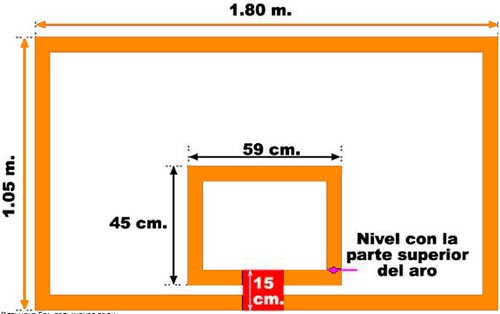 1.80 m.
59 cm.
1.05 m.
45 cm.
Nivel con la
parte superior
del aro
15
cm.